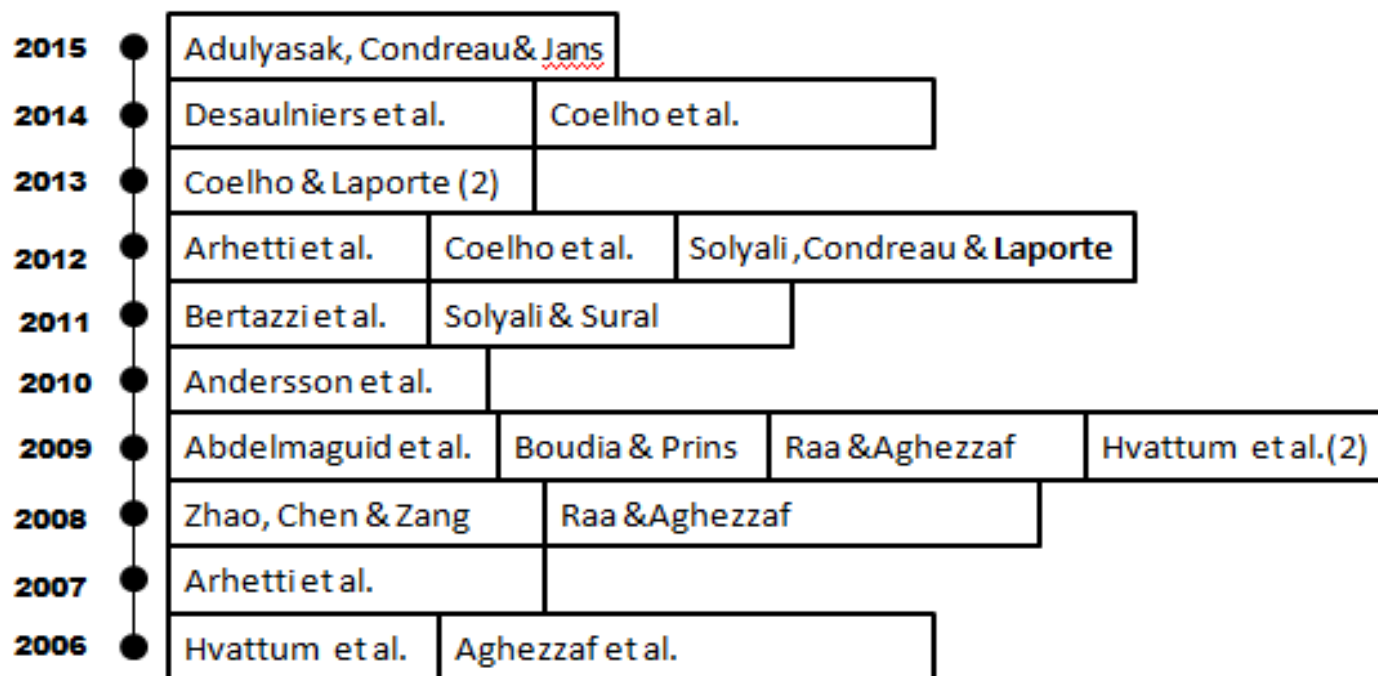 2015 Adulyasak, Condreau& Jans
2014 Desaulniers et al. Coelho et al.
2013 Coelho & Laporte (2)
2012 Arhetti et al. Coelho et al. Solyali ,Condreau & Laporte
2011 Bertazzi et al. Solyali & Sural
2010 Andersson et al.
2009 Abdelmaguid et al. Boudia & Prins Raa &Aghezzaf Hvattum et al.(2)
2008 Zhao, Chen & Zang Raa &Aghezzaf
2007 Arhetti et al.
2006 Hvattum et al. Aghezzaf et al.